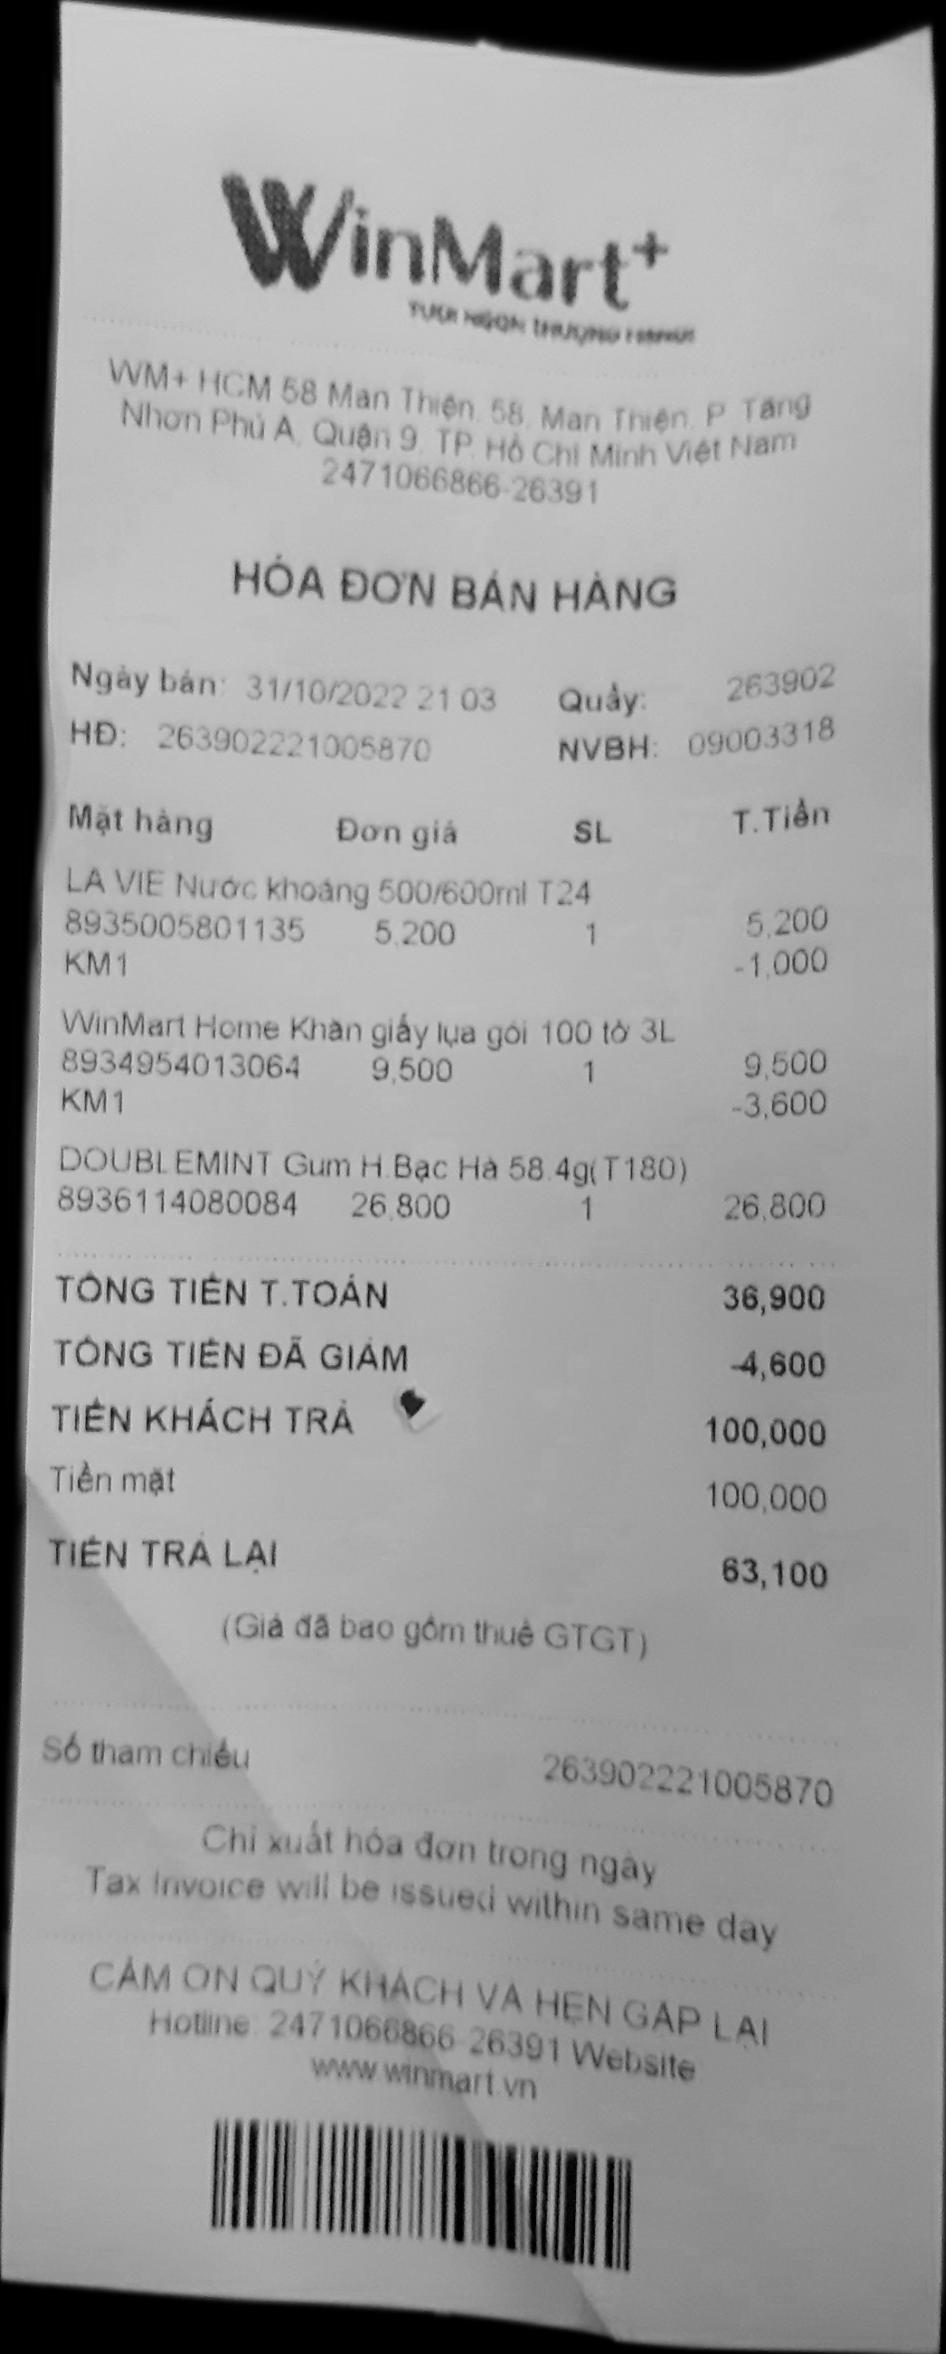 WinMart+
TƯƠI NGON THƯỢNG HẠNG
WM+ HCM 58 Man Thiện, 58, Man Thiện, P. Tăng
Nhơn Phú A, Quận 9, TP. Hồ Chí Minh Việt Nam
2471066866-26391
HÓA ĐƠN BÁN HÀNG
Ngày bán: 31/10/2022 21:03 Quầy: 263902
HĐ: 263902221005870 NVBH: 09003318
Mặt hàng Đơn giá SL T.Tiền
LA VIE Nước khoáng 500/600ml T24
8935005801135 5,200 1 5,200
KM1 -1,000
WinMart Home Khăn giấy lụa gói 100 tờ 3L
8934954013064 9,500 1 9,500
KM1 -3,600
DOUBLEMINT Gum H.Bạc Hà 58.4g(T180)
8936114080084 26,800 1 26,800
TỔNG TIỀN T.TOÁN 36,900
TỔNG TIỀN ĐÃ GIẢM -4,600
TIỀN KHÁCH TRẢ 100,000
Tiền mặt 100,000
TIỀN TRẢ LẠI 63,100
(Giá đã bao gồm thuế GTGT)
Số tham chiếu 263902221005870
Chỉ xuất hóa đơn trong ngày
Tax Invoice will be issued within same day
CẢM ƠN QUÝ KHÁCH VÀ HẸN GẶP LẠI
Hotline: 2471066866-26391 Website
www.winmart.vn